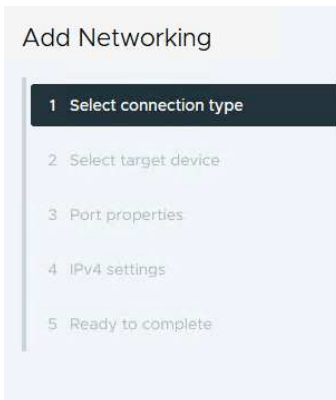 Add Networking
1 Select connection type
2 Select target device
3 Port properties
4 IPv4 settings
5 Ready to complete